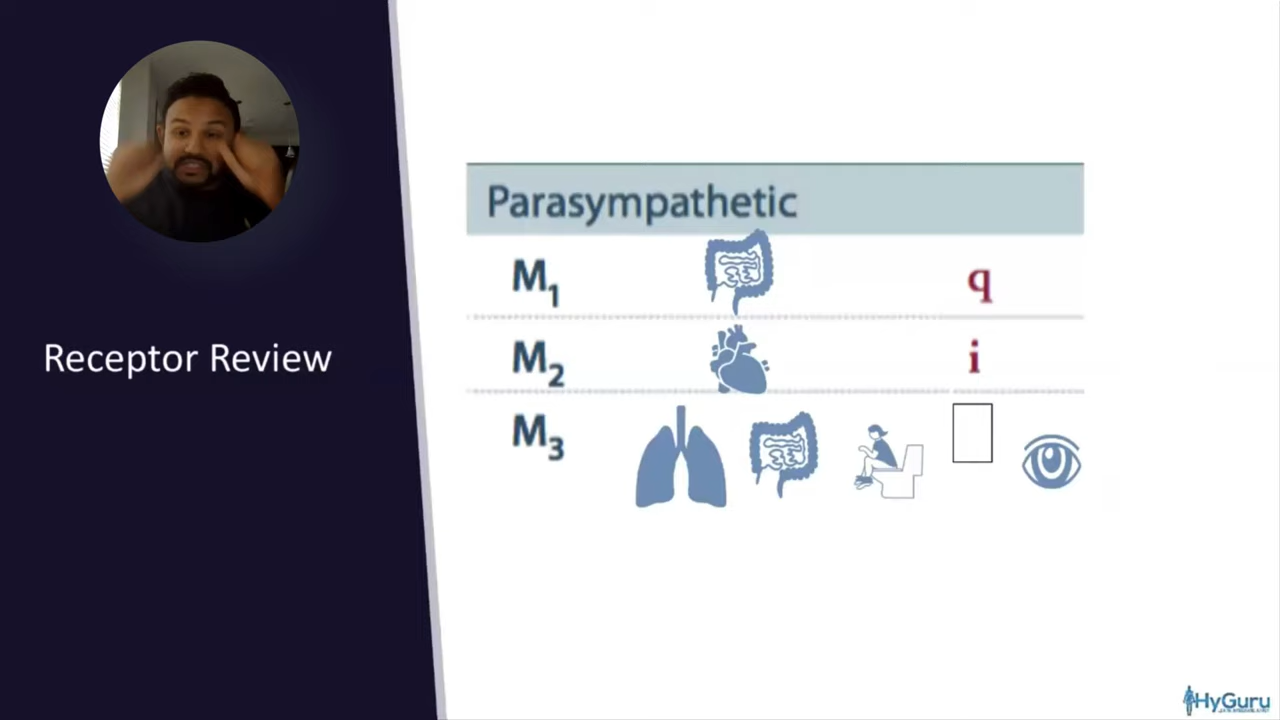 Receptor Review
Parasympathetic
M₁ q
M₂ i
M₃
HyGuru